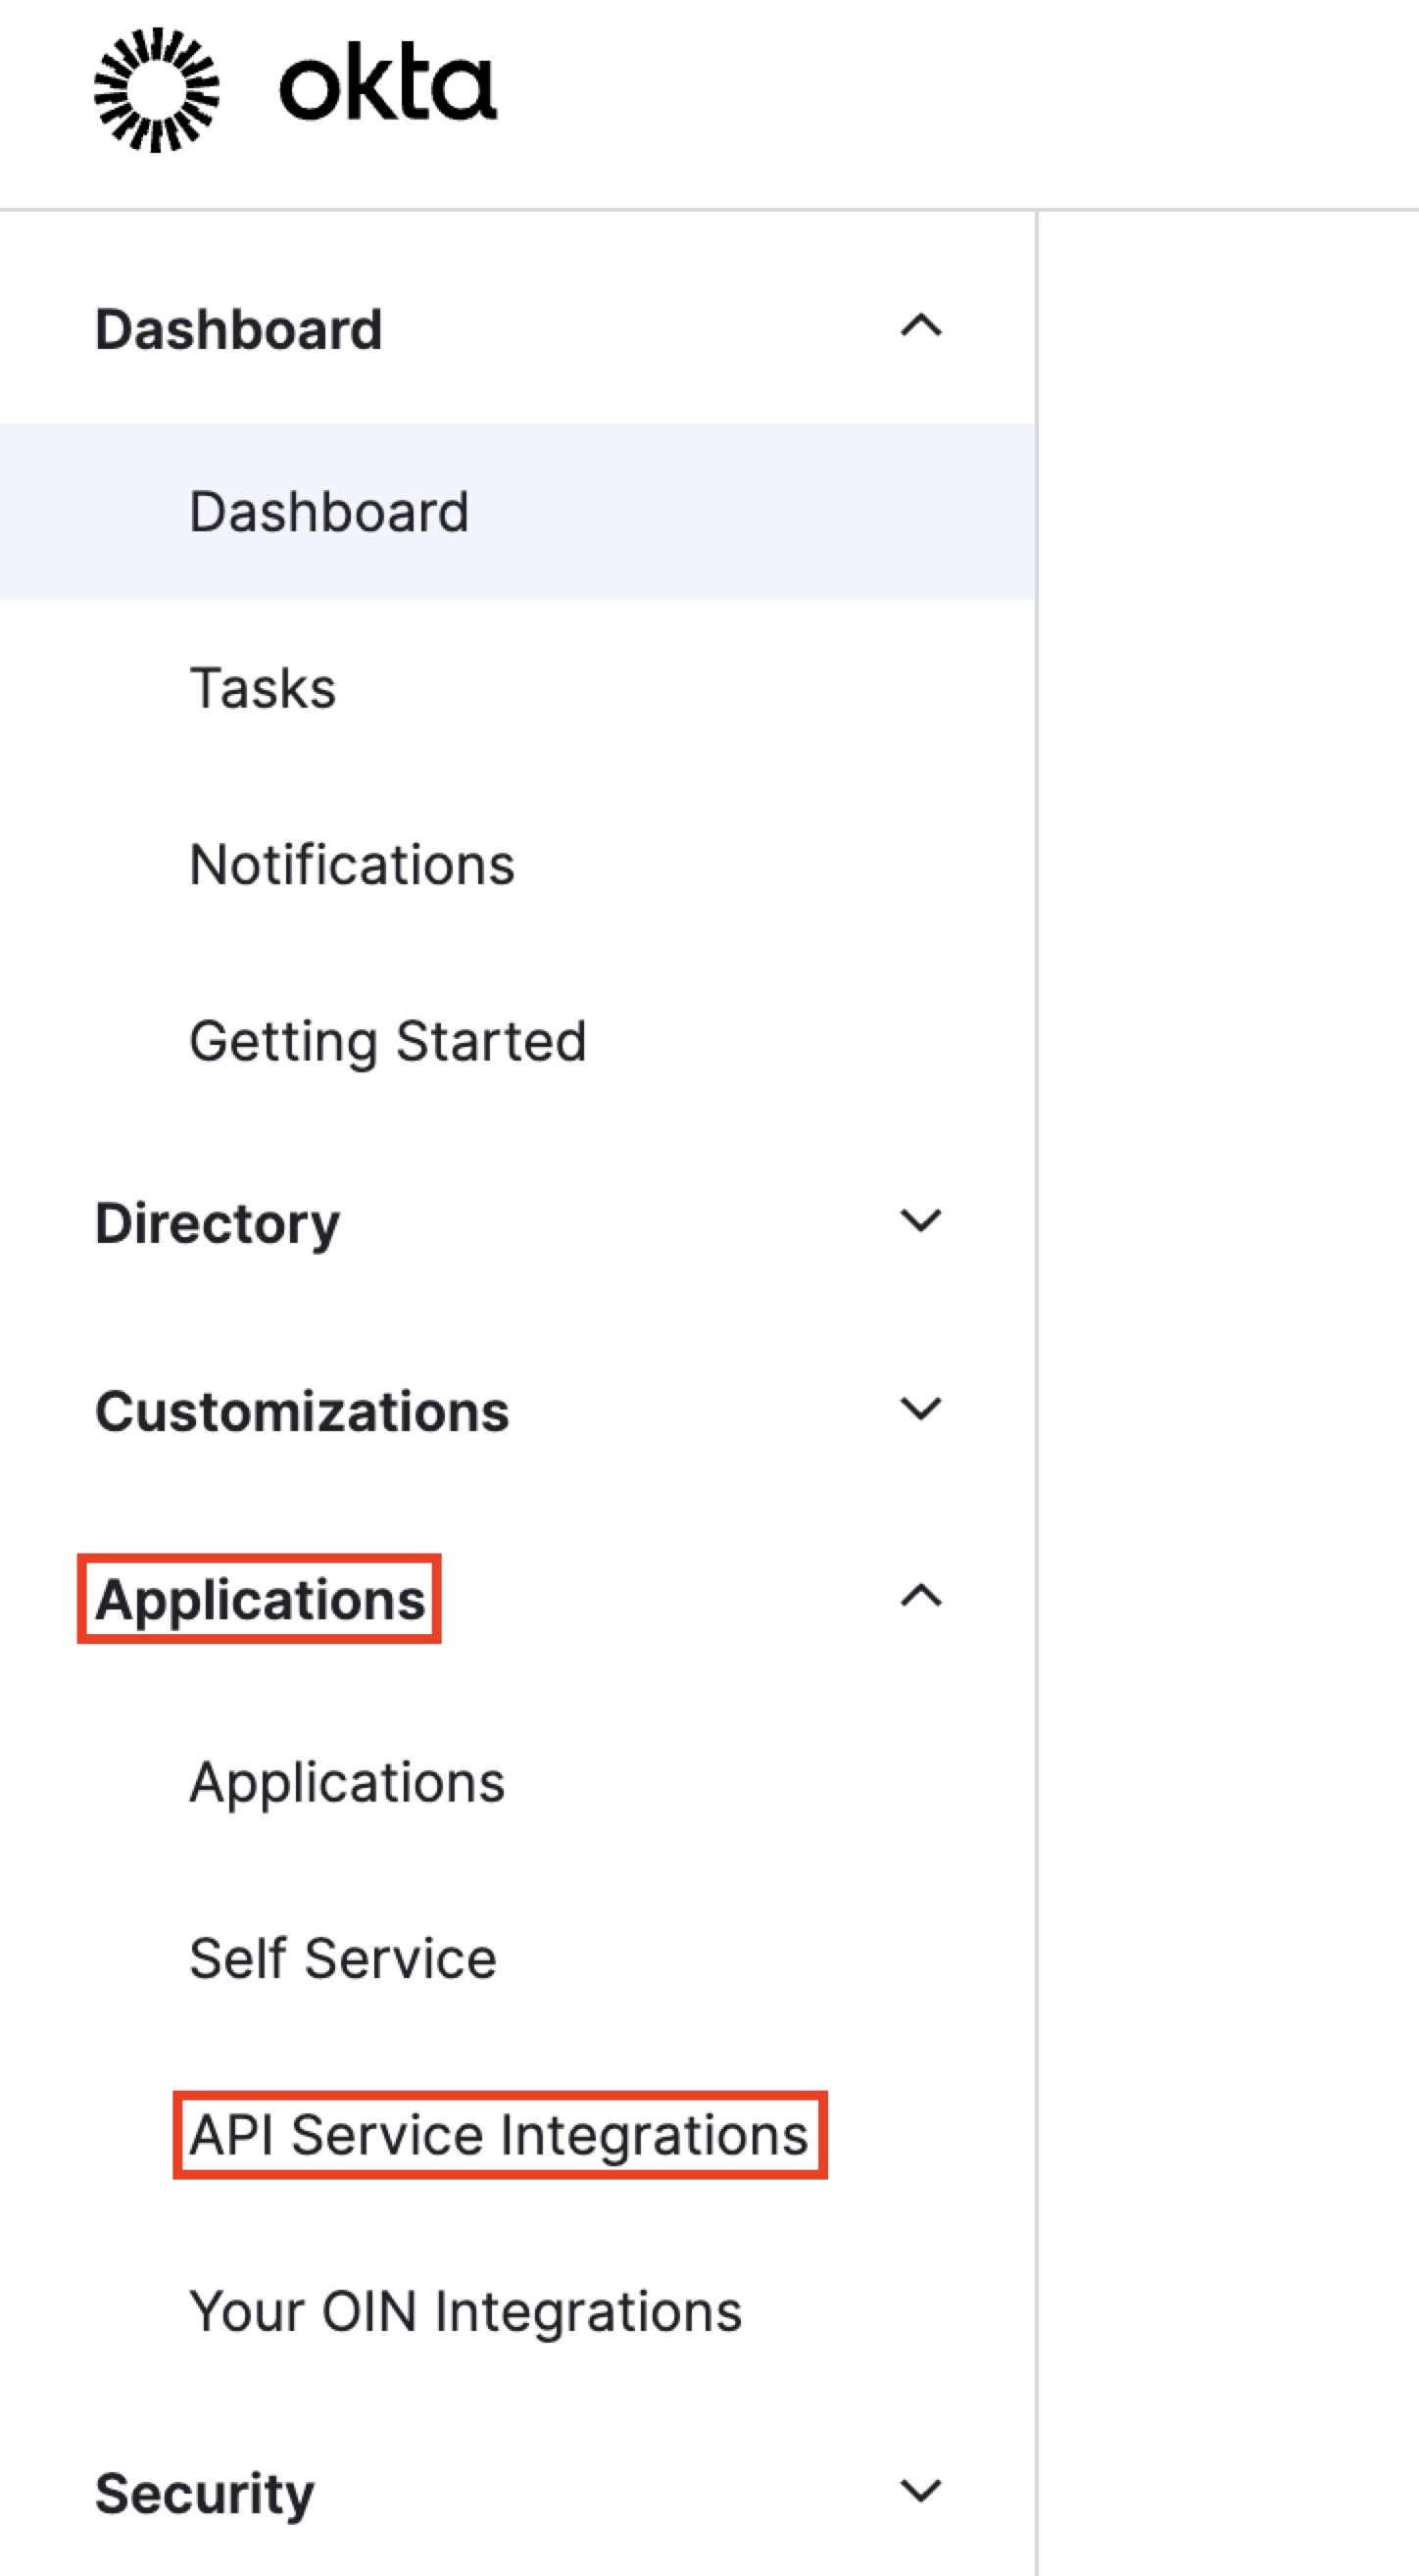 okta
Dashboard
Dashboard
Tasks
Notifications
Getting Started
Directory
Customizations
Applications
Applications
Self Service
API Service Integrations
Your OIN Integrations
Security